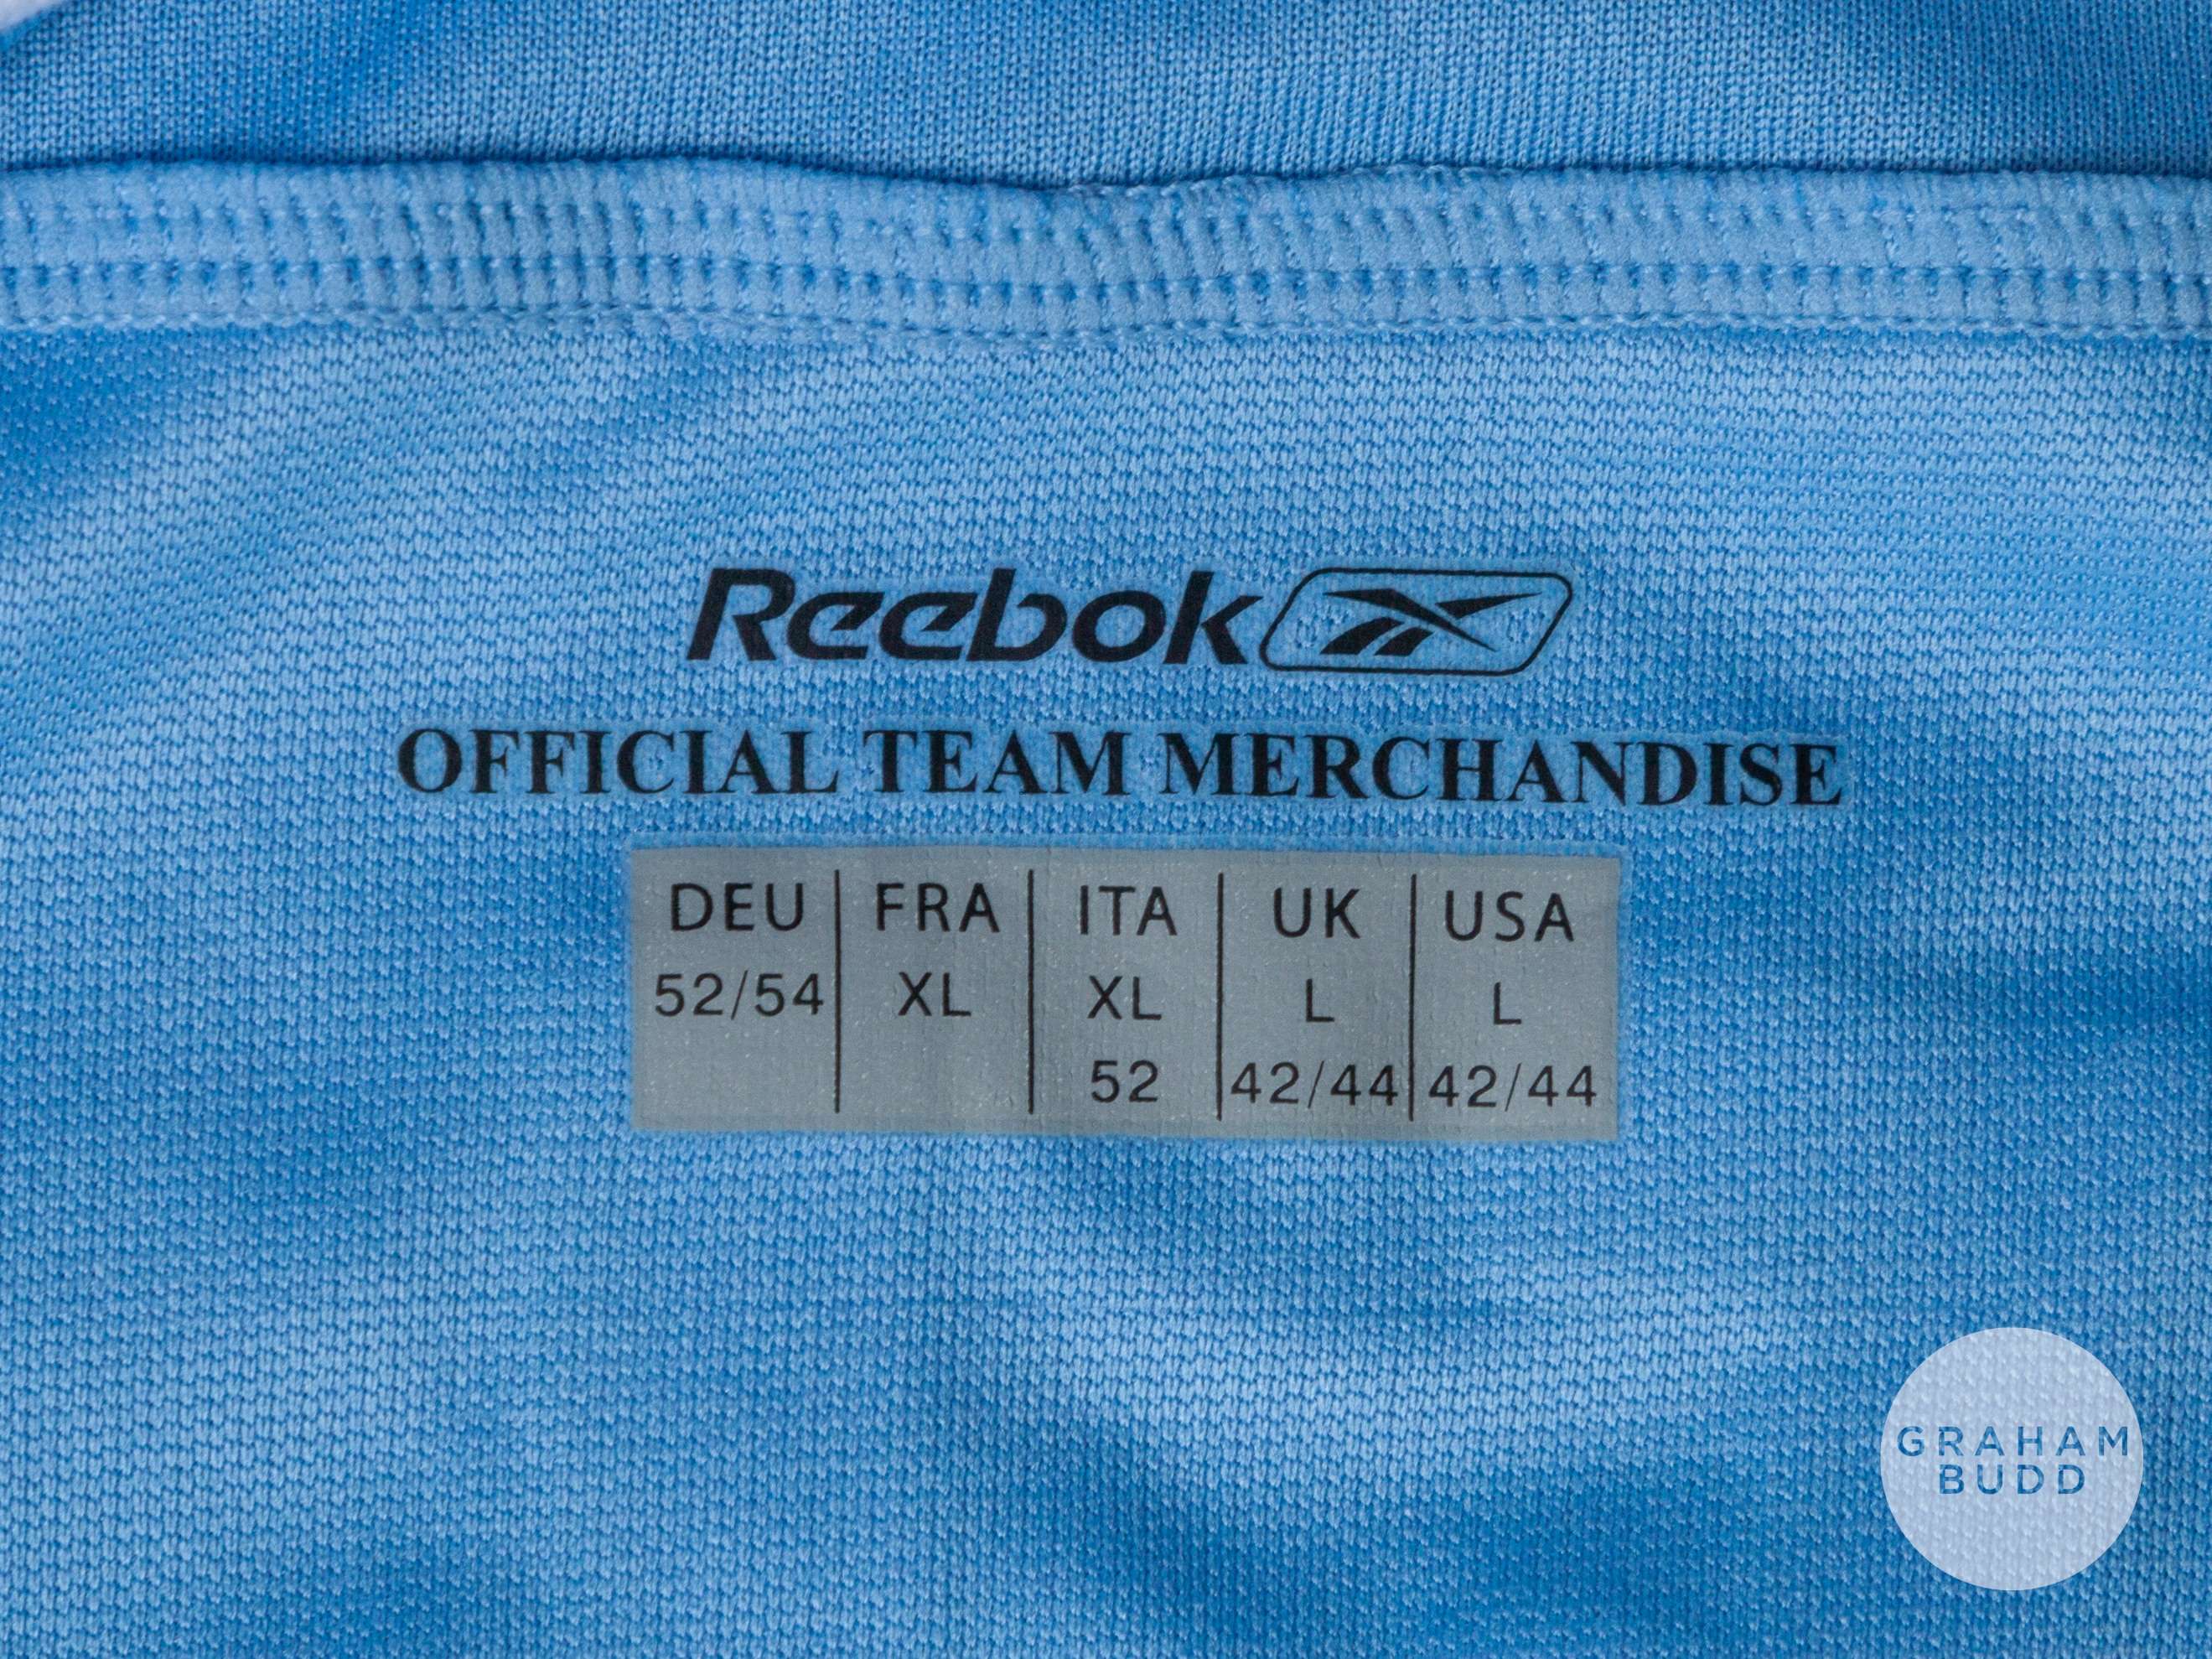 Reebok
OFFICIAL TEAM MERCHANDISE
DEU FRA ITA UK USA
52/54 XL XL L L
52 42/44 42/44
GRAHAM
BUDD